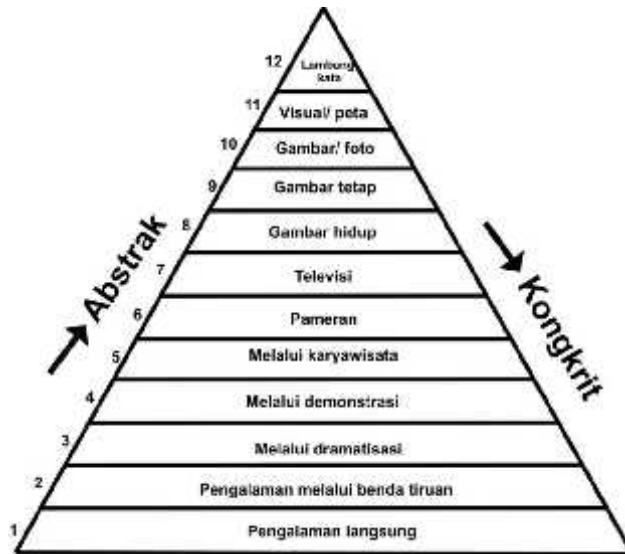 12
Lambung
kata
11
Visual/ peta
10
Gambar/ foto
9
Gambar tetap
8
Gambar hidup
7
Televisi
6
Pameran
5
Melalui karyawisata
4
Melalui demonstrasi
3
Melalui dramatisasi
2
Pengalaman melalui benda tiruan
1
Pengalaman langsung
Abstrak
Kongkrit